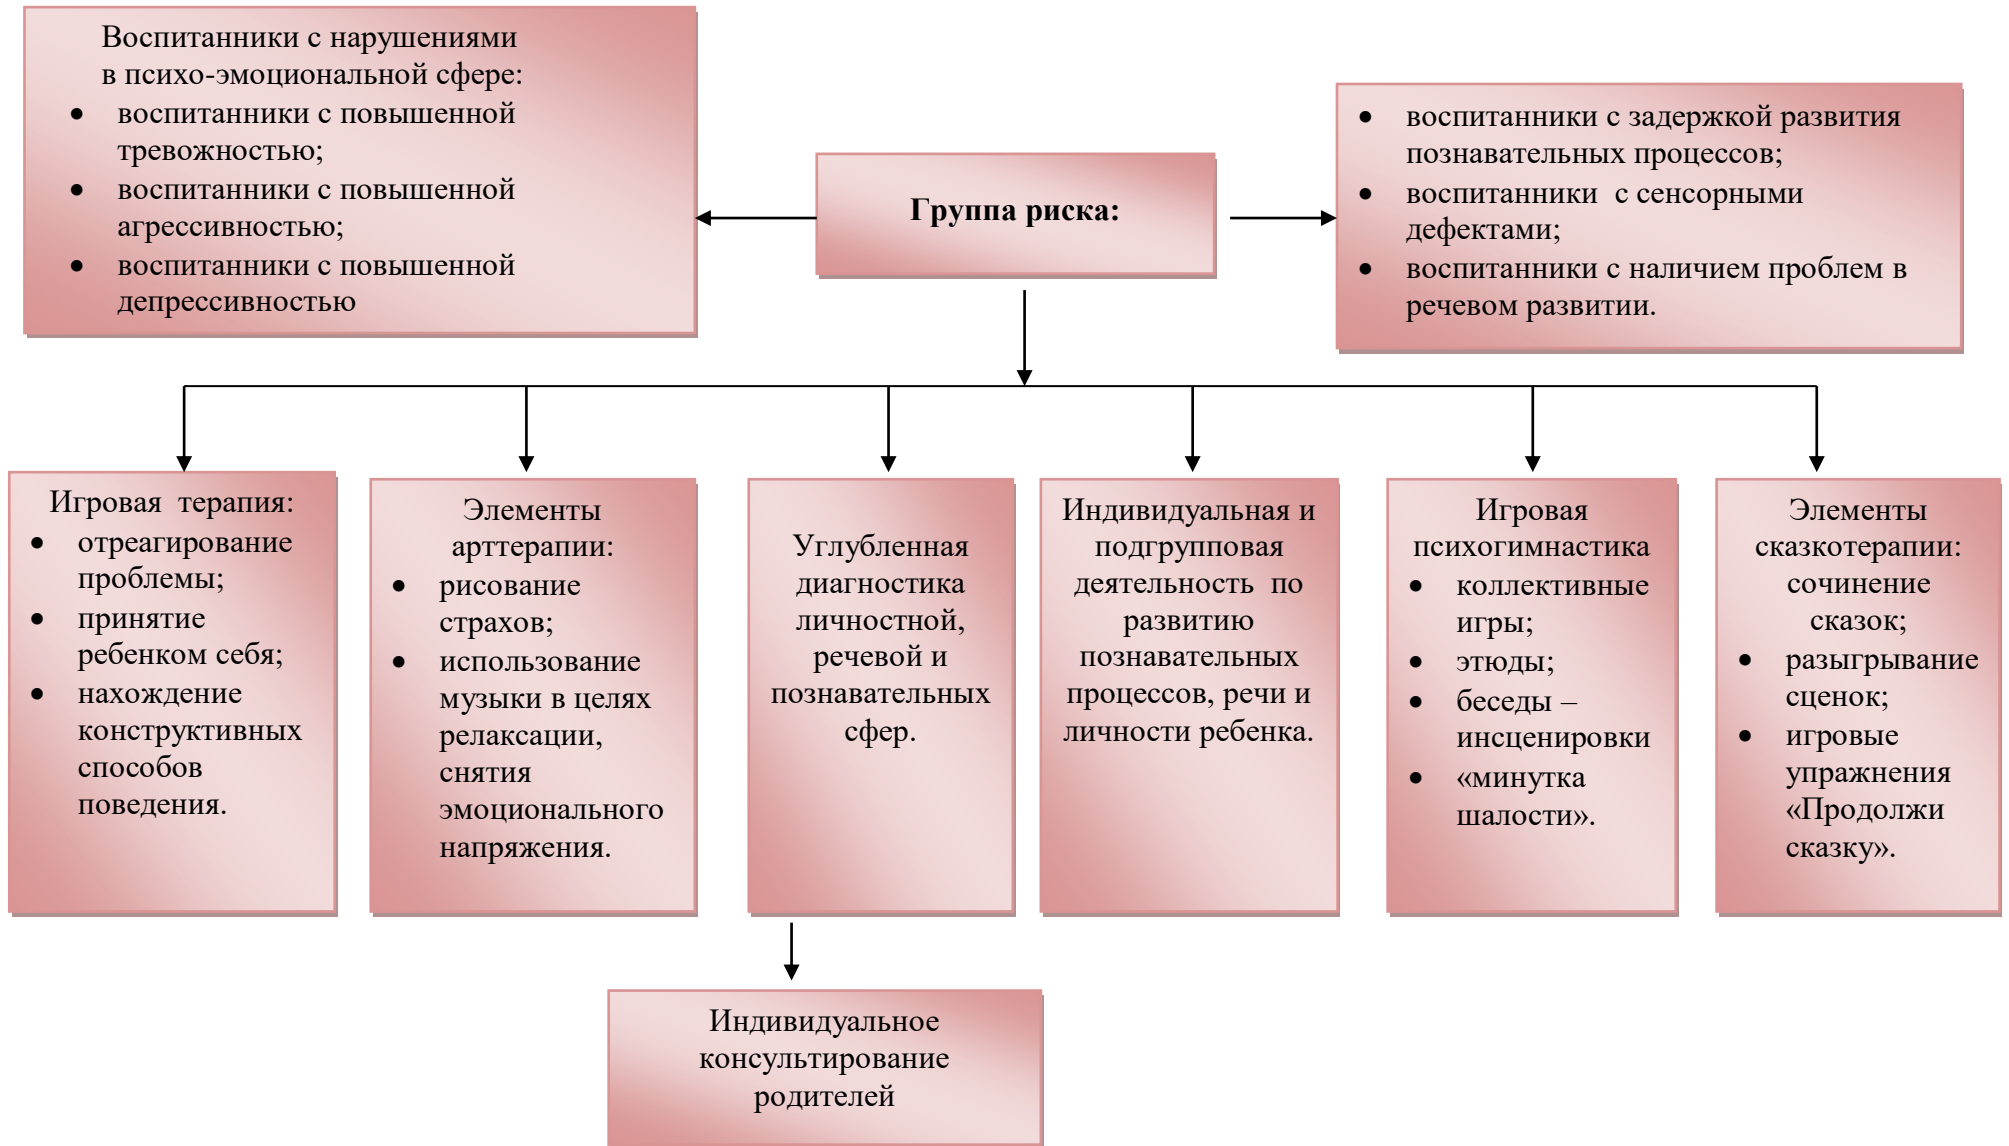 Воспитанники с нарушениями
в психо-эмоциональной сфере:
• воспитанники с повышенной
тревожностью;
• воспитанники с повышенной
агрессивностью;
• воспитанники с повышенной
депрессивностью
Группа риска:
• воспитанники с задержкой развития
познавательных процессов;
• воспитанники с сенсорными
дефектами;
• воспитанники с наличием проблем в
речевом развитии.
Игровая терапия:
• отреагирование
проблемы;
• принятие
ребенком себя;
• нахождение
конструктивных
способов
поведения.
Элементы
арттерапии:
• рисование
страхов;
• использование
музыки в целях
релаксации,
снятия
эмоционального
напряжения.
Углубленная
диагностика
личностной,
речевой и
познавательных
сфер.
Индивидуальная и
подгрупповая
деятельность по
развитию
познавательных
процессов, речи и
личности ребенка.
Игровая
психогимнастика
• коллективные
игры;
• этюды;
• беседы –
инсценировки
• «минутка
шалости».
Элементы
сказкотерапии:
сочинение
сказок;
• разыгрывание
сценок;
• игровые
упражнения
«Продолжи
сказку».
Индивидуальное
консультирование
родителей